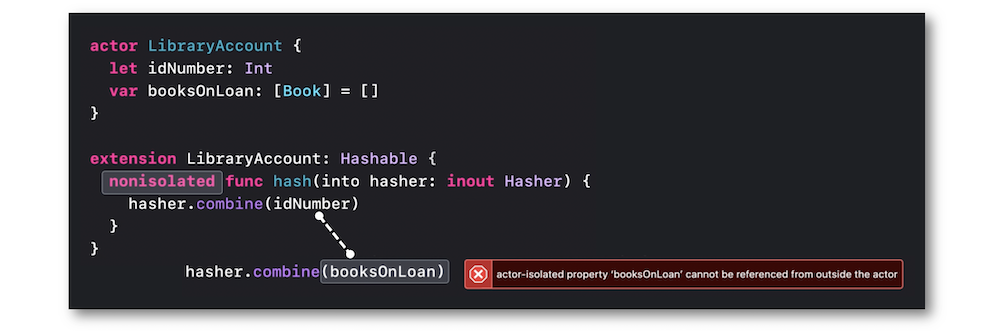 actor LibraryAccount {
let idNumber: Int
var booksOnLoan: [Book] = []
}
extension LibraryAccount: Hashable {
nonisolated func hash(into hasher: inout Hasher) {
hasher.combine(idNumber)
}
}
hasher.combine(booksOnLoan)
actor-isolated property ‘booksOnLoan’ cannot be referenced from outside the actor